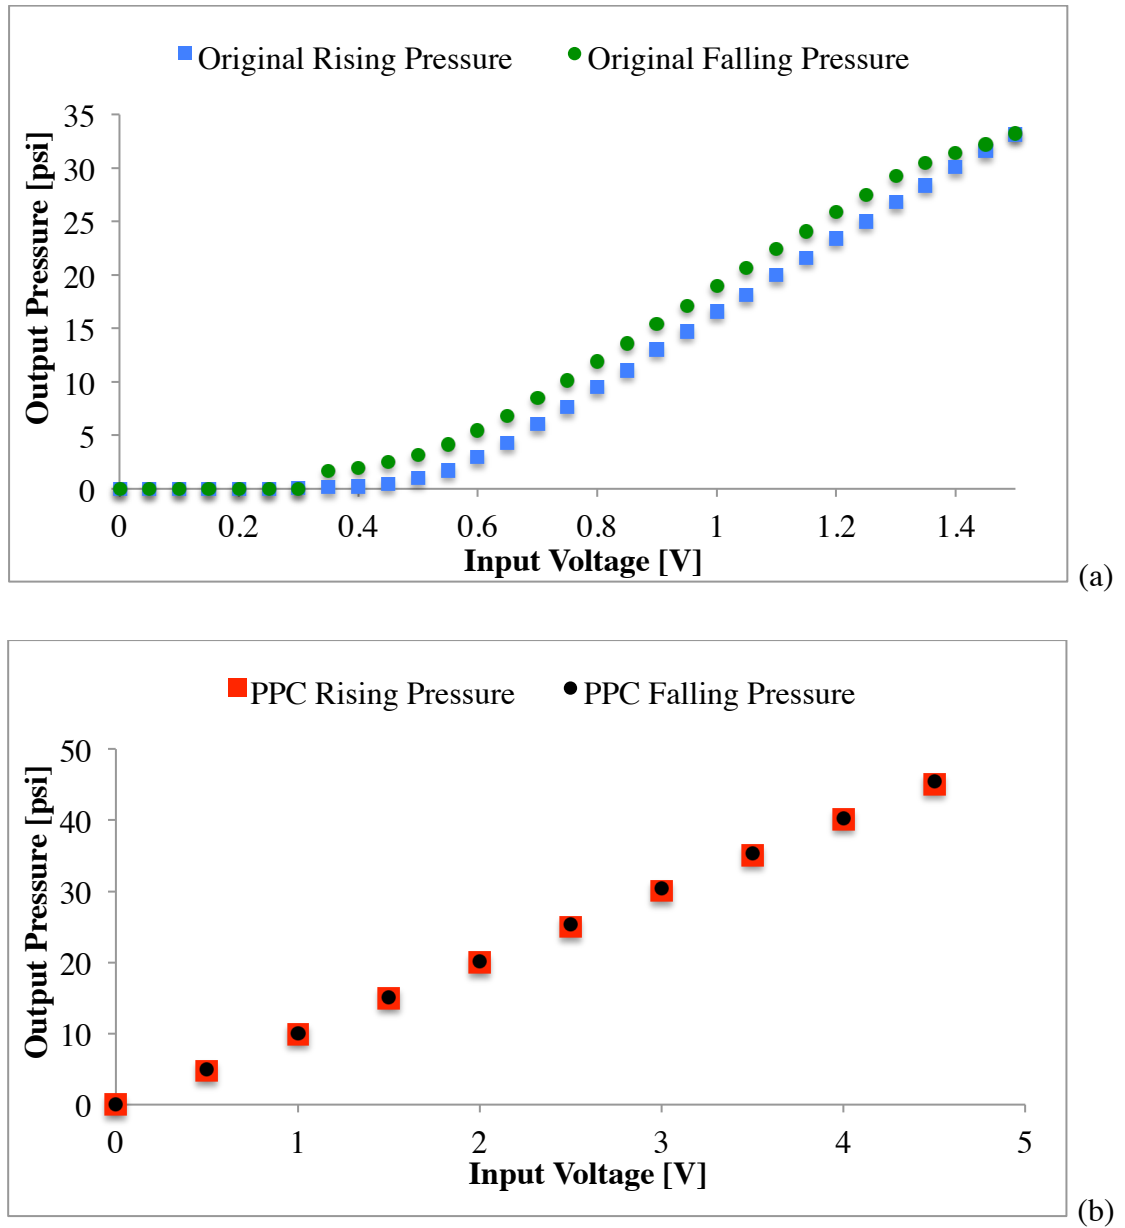 Original Rising Pressure Original Falling Pressure
Output Pressure [psi]
35
30
25
20
15
10
5
0
0 0.2 0.4 0.6 0.8 1 1.2 1.4
Input Voltage [V]
(a)
PPC Rising Pressure PPC Falling Pressure
Output Pressure [psi]
50
40
30
20
10
0
0 1 2 3 4 5
Input Voltage [V]
(b)